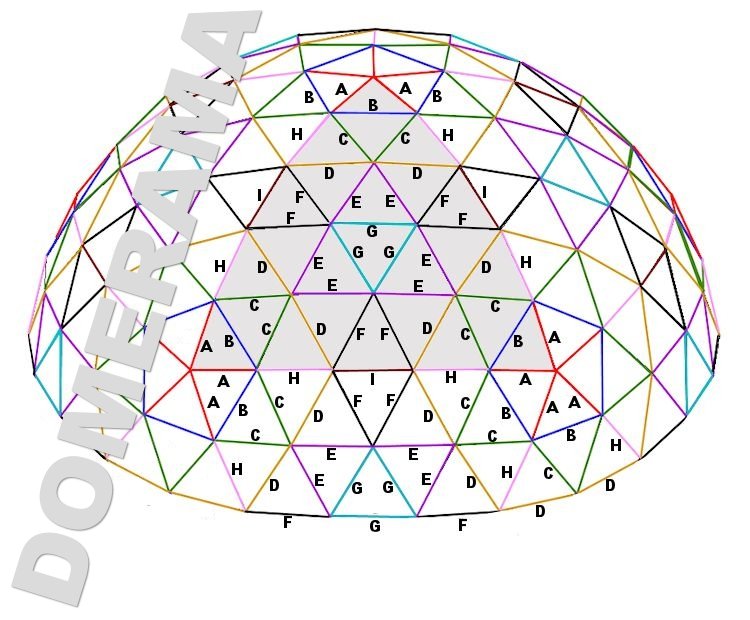 DOMERAMA
A A
B B B
H C C H
D D
I F E E F I
F F
G
G G
H D E E D H
E E
C C
C D F F D C
A B B A
A H I H A
A B C F F C B A A
D D
C C B
E E H
H D E G G E D H C
D
F G F D